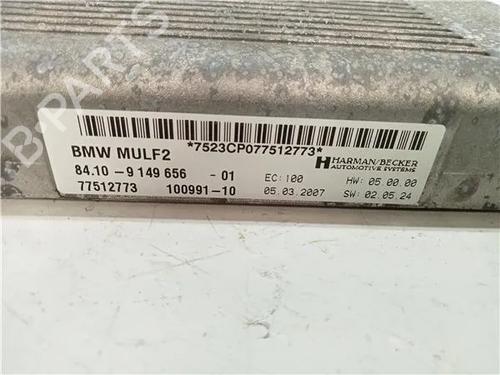 B-PARTS
*7523CP077512773*
BMW MULF2
HARMAN/BECKER
AUTOMOTIVE SYSTEMS
84.10 - 9 149 656 - 01 EC: 100 HW: 05.00.00
77512773 100991-10 05.03.2007 SW: 02.05.24